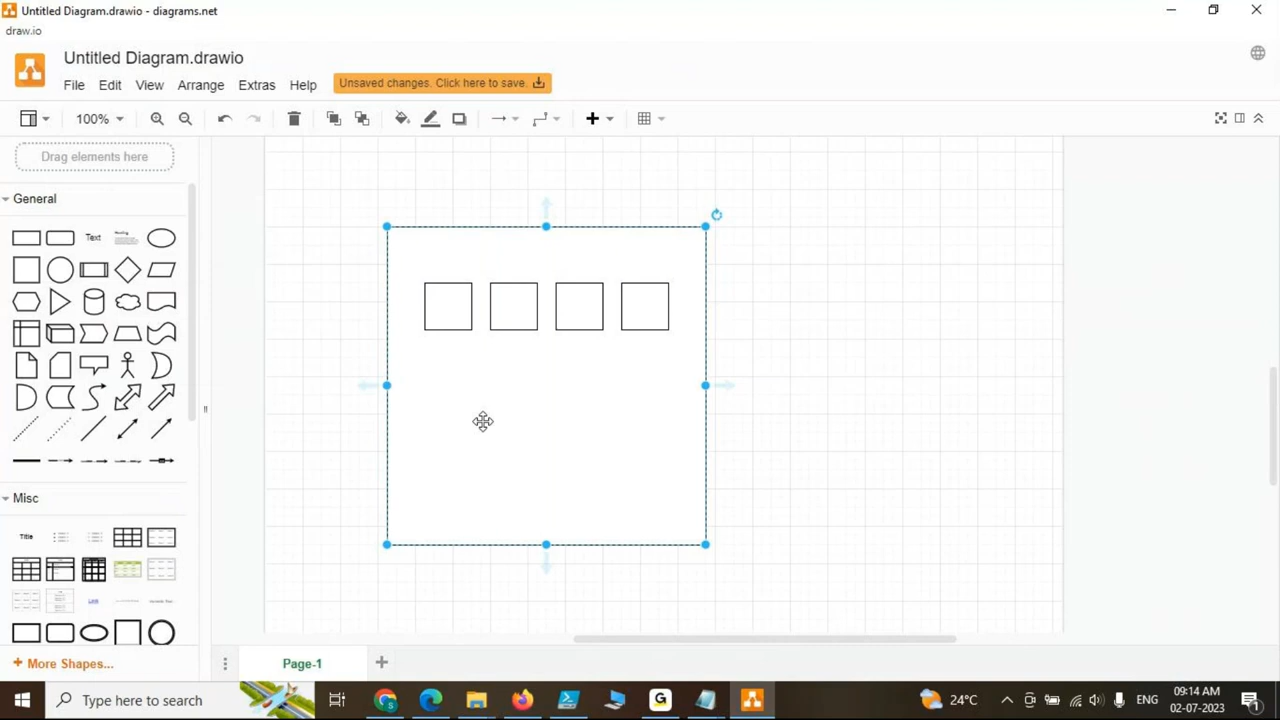 Untitled Diagram.drawio - diagrams.net
draw.io
Untitled Diagram.drawio
File Edit View Arrange Extras Help Unsaved changes. Click here to save.
100%
Drag elements here
General
Text
Heading
Misc
Title
Link
+ More Shapes...
Page-1
Type here to search
24°C
ENG
09:14 AM
02-07-2023